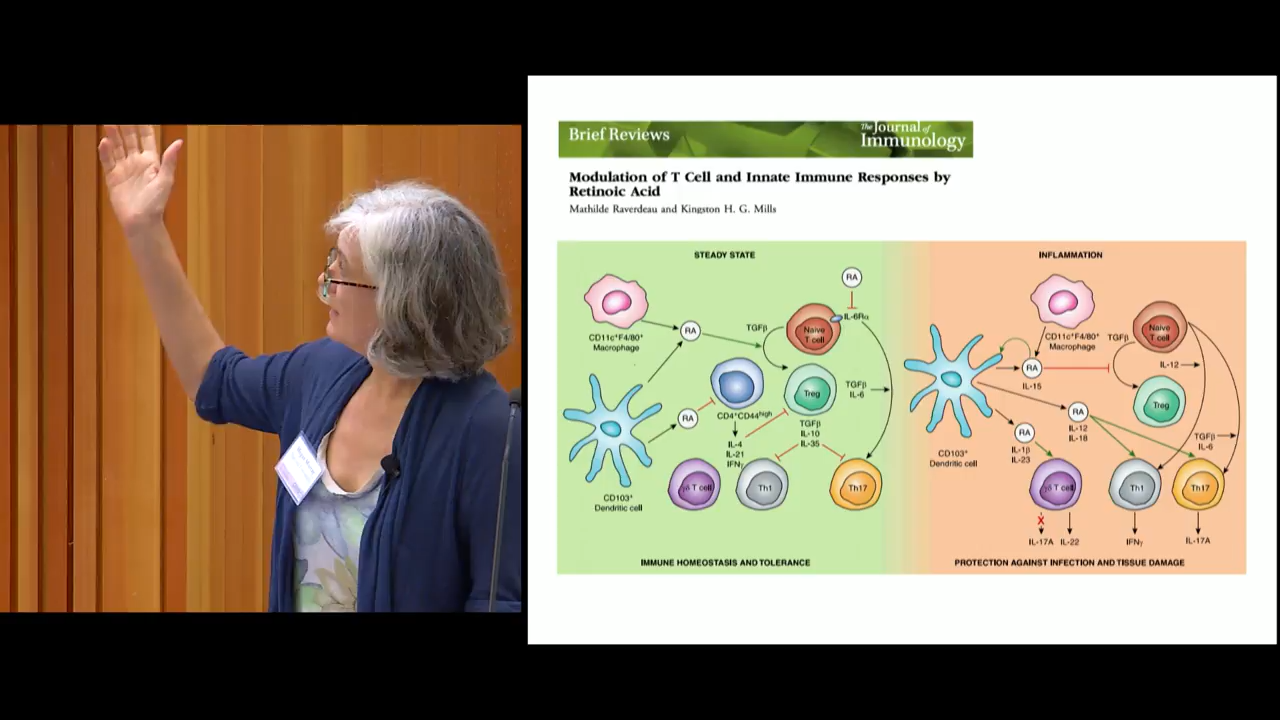 Brief Reviews
The Journal of
Immunology
Modulation of T Cell and Innate Immune Responses by
Retinoic Acid
Mathilde Raverdeau and Kingston H. G. Mills
STEADY STATE
RA
CD11c⁺F4/80⁺
Macrophage
RA
TGFβ
Naive
T cell
IL-6Rα
CD4⁺CD44ʰⁱᵍʰ
Treg
TGFβ
IL-6
RA
IL-4
IL-21
IFNγ
TGFβ
IL-10
IL-35
CD103⁺
Dendritic cell
γδ T cell
Th1
Th17
IMMUNE HOMEOSTASIS AND TOLERANCE
INFLAMMATION
CD11c⁺F4/80⁺
Macrophage
TGFβ
Naive
T cell
RA
IL-15
IL-12
Treg
RA
IL-12
IL-18
CD103⁺
Dendritic cell
RA
IL-1β
IL-23
TGFβ
IL-6
γδ T cell
Th1
Th17
X
IL-17A
IL-22
IFNγ
IL-17A
PROTECTION AGAINST INFECTION AND TISSUE DAMAGE